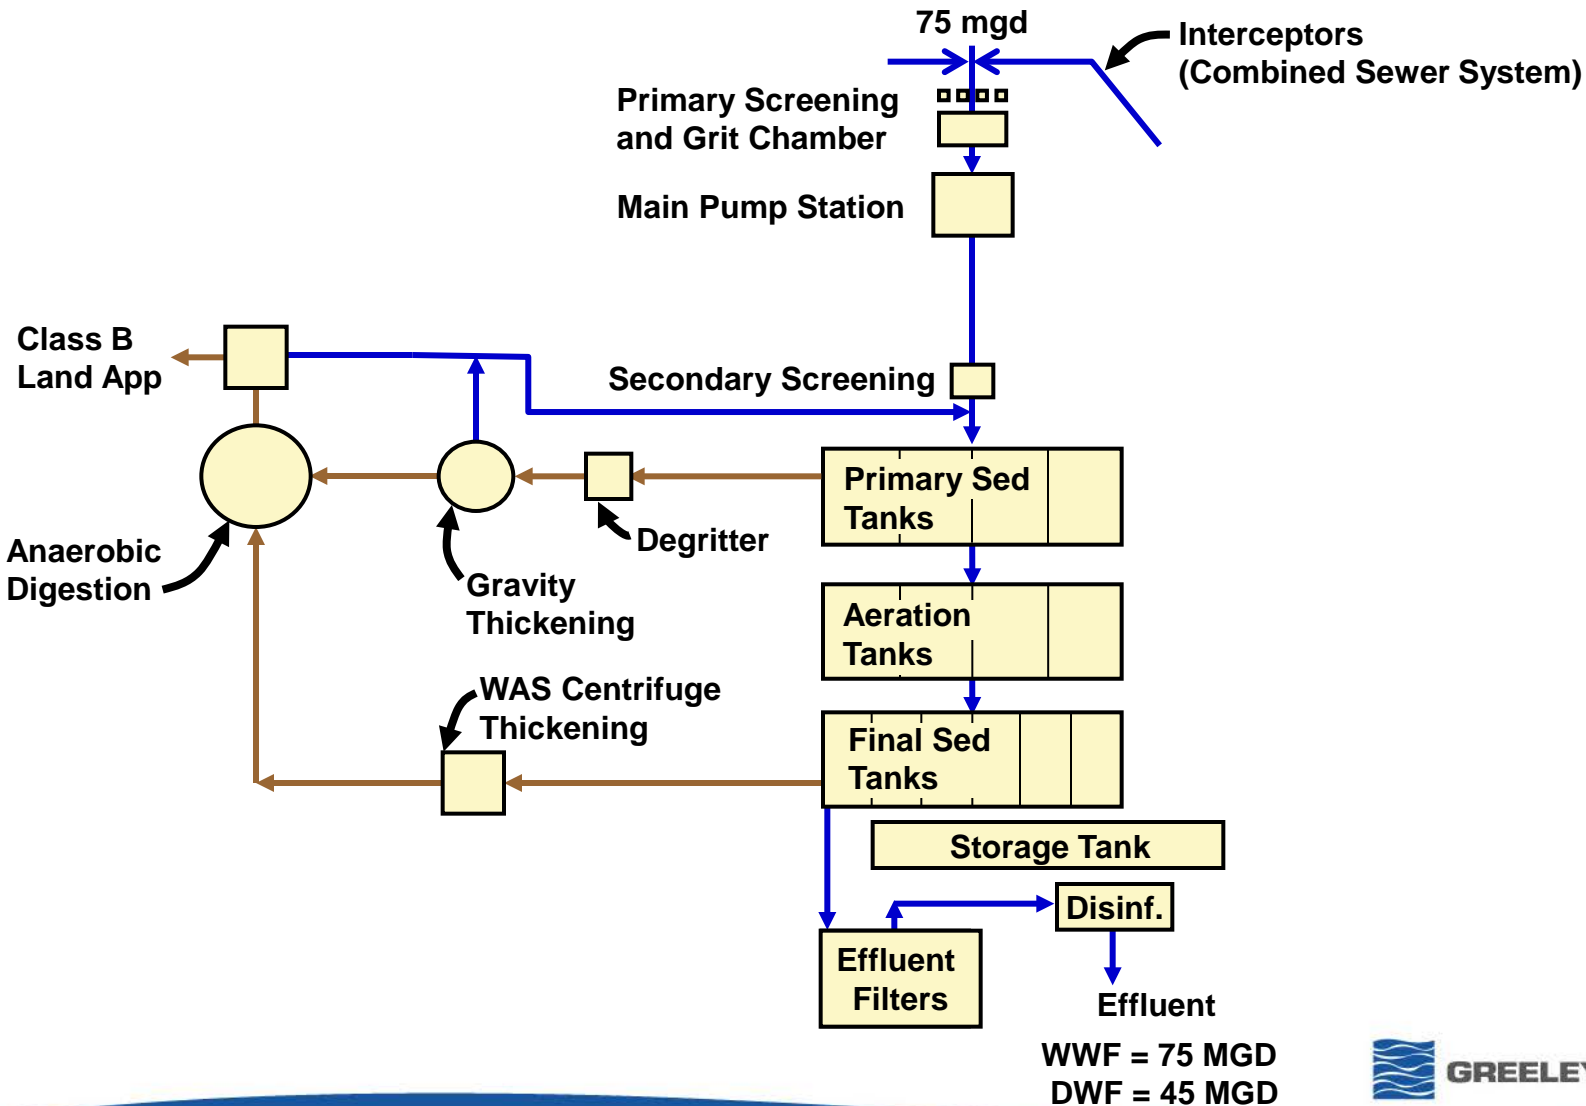 75 mgd
Interceptors
(Combined Sewer System)
Primary Screening
and Grit Chamber
Main Pump Station
Class B
Land App
Secondary Screening
Primary Sed
Tanks
Degritter
Anaerobic
Digestion
Gravity
Thickening
Aeration
Tanks
WAS Centrifuge
Thickening
Final Sed
Tanks
Storage Tank
Disinf.
Effluent
Filters
Effluent
WWF = 75 MGD
DWF = 45 MGD
GREELEY